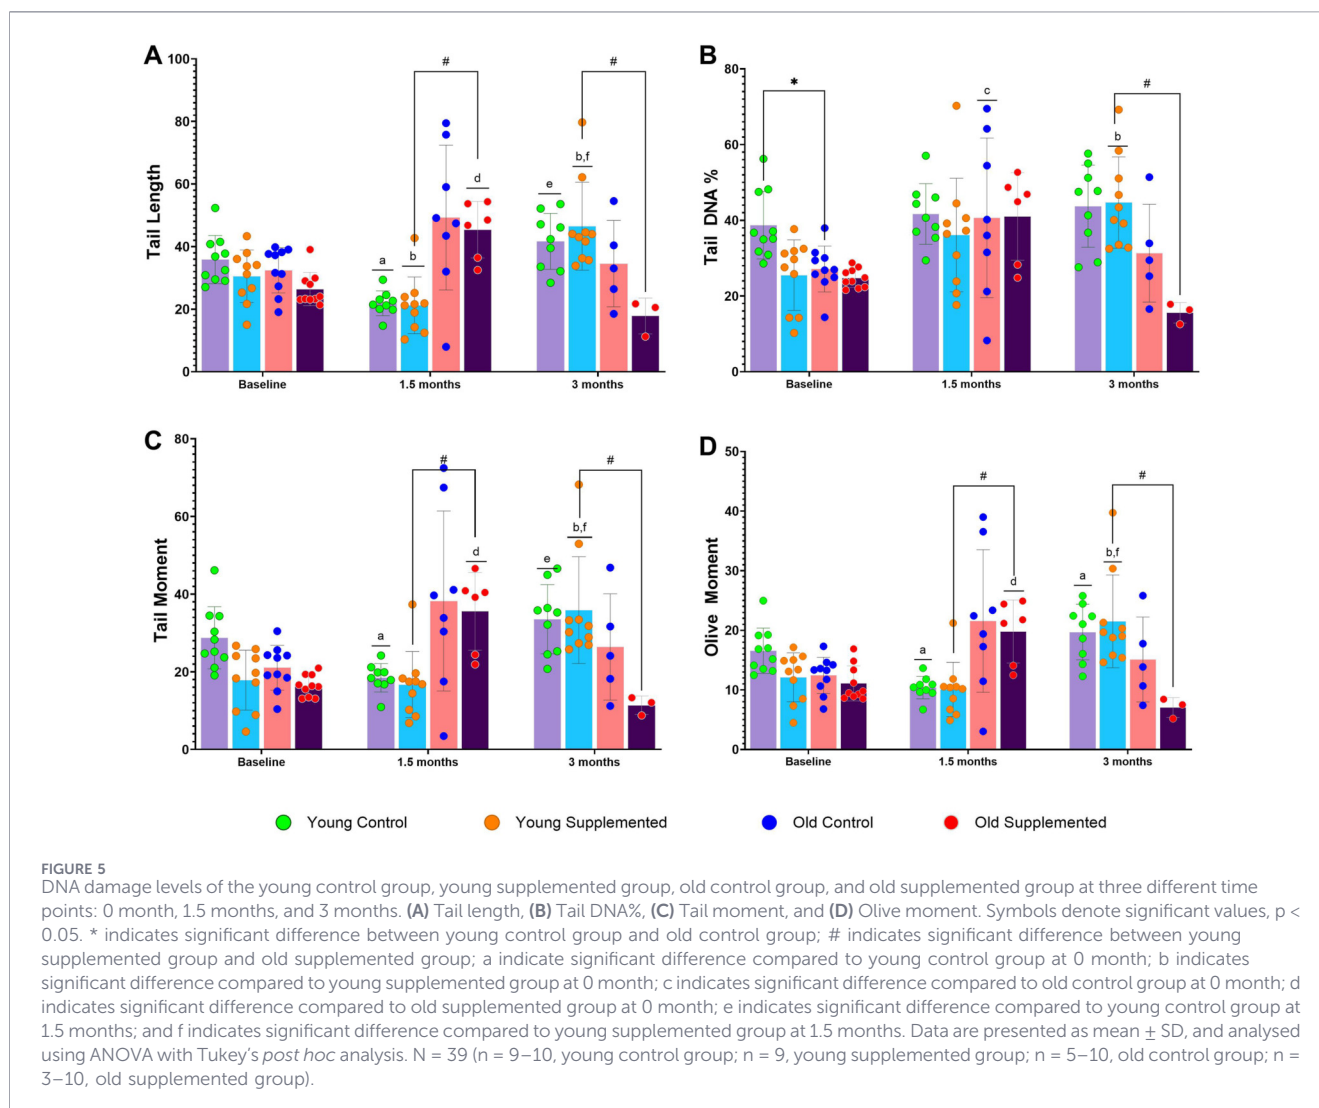 A
100
80
60
40
20
0
Tail Length
#
#
a
b
d
e
b,f
Baseline
1.5 months
3 months
B
80
60
40
20
0
Tail DNA %
*
c
#
b
Baseline
1.5 months
3 months
C
80
60
40
20
0
Tail Moment
#
#
a
d
e
b,f
Baseline
1.5 months
3 months
D
50
40
30
20
10
0
Olive Moment
#
#
a
d
a
b,f
Baseline
1.5 months
3 months
Young Control
Young Supplemented
Old Control
Old Supplemented
FIGURE 5
DNA damage levels of the young control group, young supplemented group, old control group, and old supplemented group at three different time
points: 0 month, 1.5 months, and 3 months. (A) Tail length, (B) Tail DNA%, (C) Tail moment, and (D) Olive moment. Symbols denote significant values, p <
0.05. * indicates significant difference between young control group and old control group; # indicates significant difference between young
supplemented group and old supplemented group; a indicate significant difference compared to young control group at 0 month; b indicates
significant difference compared to young supplemented group at 0 month; c indicates significant difference compared to old control group at 0 month; d
indicates significant difference compared to old supplemented group at 0 month; e indicates significant difference compared to young control group at
1.5 months; and f indicates significant difference compared to young supplemented group at 1.5 months. Data are presented as mean ± SD, and analysed
using ANOVA with Tukey's post hoc analysis. N = 39 (n = 9–10, young control group; n = 9, young supplemented group; n = 5–10, old control group; n =
3–10, old supplemented group).